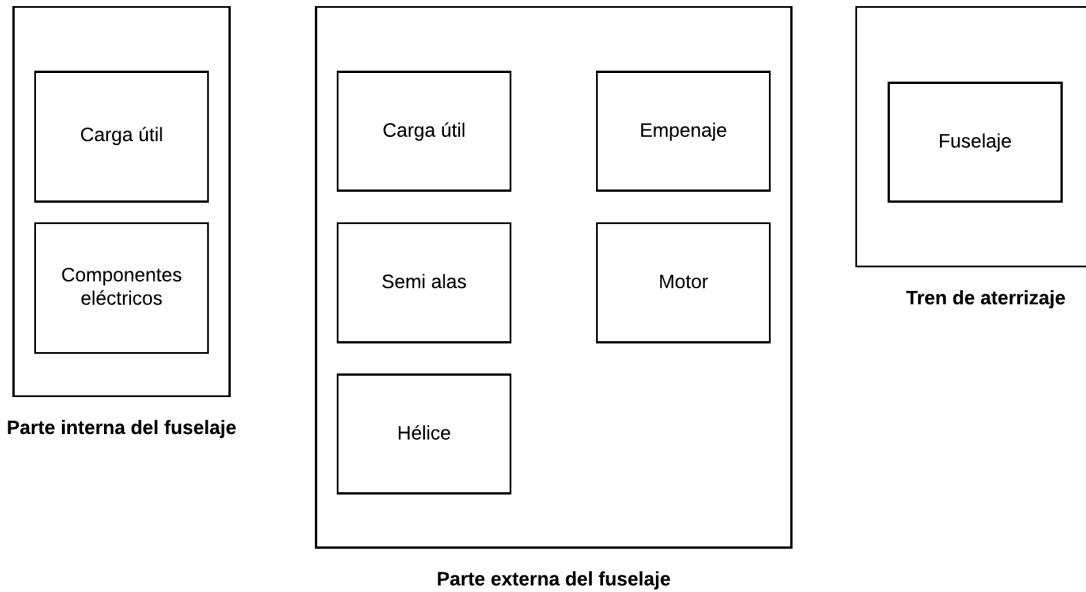 Carga útil
Componentes
eléctricos
Parte interna del fuselaje
Carga útil
Empenaje
Semi alas
Motor
Hélice
Parte externa del fuselaje
Fuselaje
Tren de aterrizaje